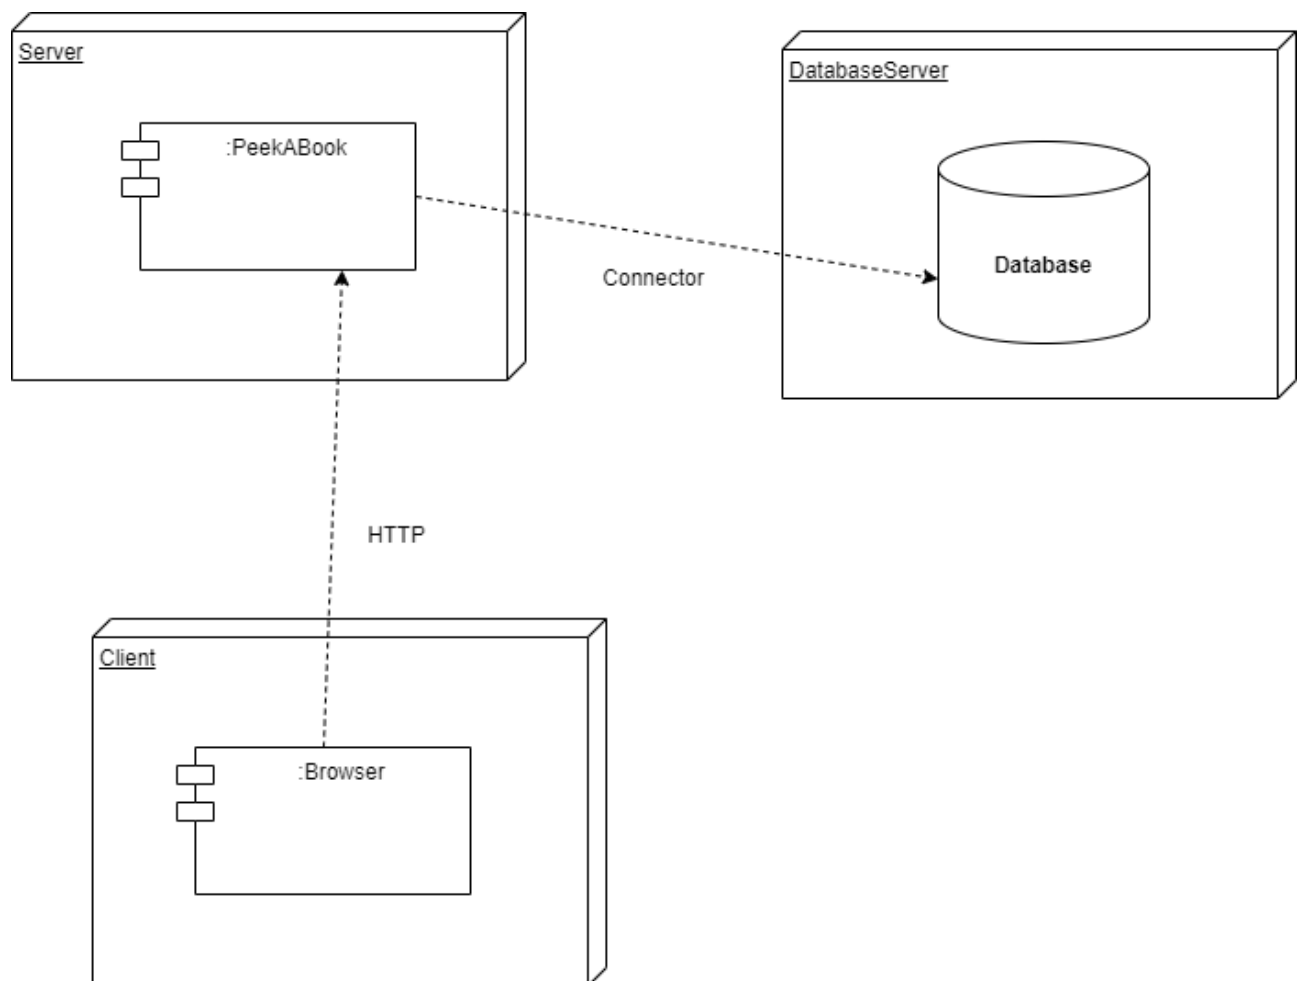 Server
:PeekABook
DatabaseServer
Database
Connector
HTTP
Client
:Browser